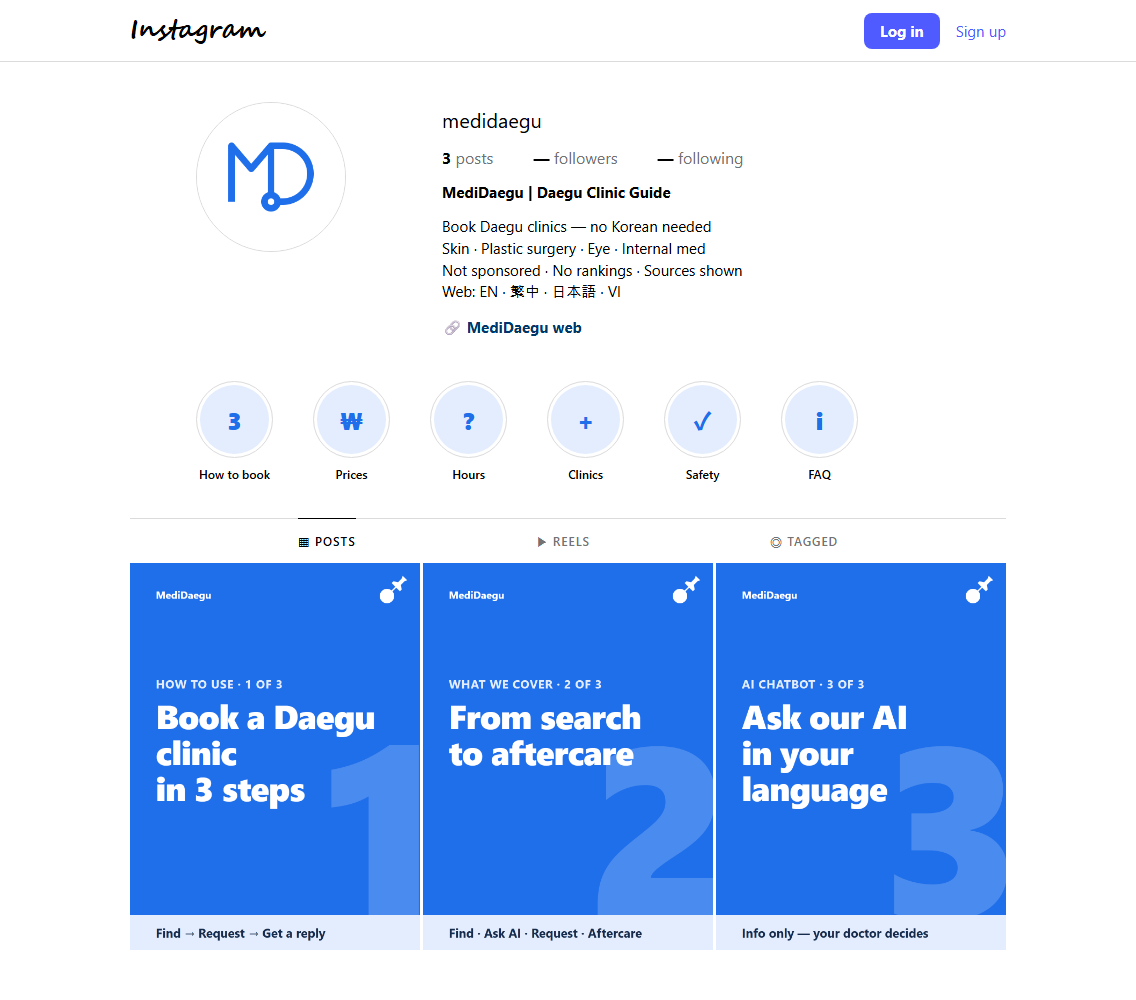 Instagram
Log in
Sign up
MD
medidaegu
3 posts — followers — following
MediDaegu | Daegu Clinic Guide
Book Daegu clinics — no Korean needed
Skin · Plastic surgery · Eye · Internal med
Not sponsored · No rankings · Sources shown
Web: EN · 繁中 · 日本語 · VI
MediDaegu web
3
₩
?
+
✓
i
How to book
Prices
Hours
Clinics
Safety
FAQ
POSTS
REELS
TAGGED
MediDaegu
HOW TO USE · 1 OF 3
Book a Daegu
clinic
in 3 steps
1
Find → Request → Get a reply
MediDaegu
WHAT WE COVER · 2 OF 3
From search
to aftercare
2
Find · Ask AI · Request · Aftercare
MediDaegu
AI CHATBOT · 3 OF 3
Ask our AI
in your
language
3
Info only — your doctor decides